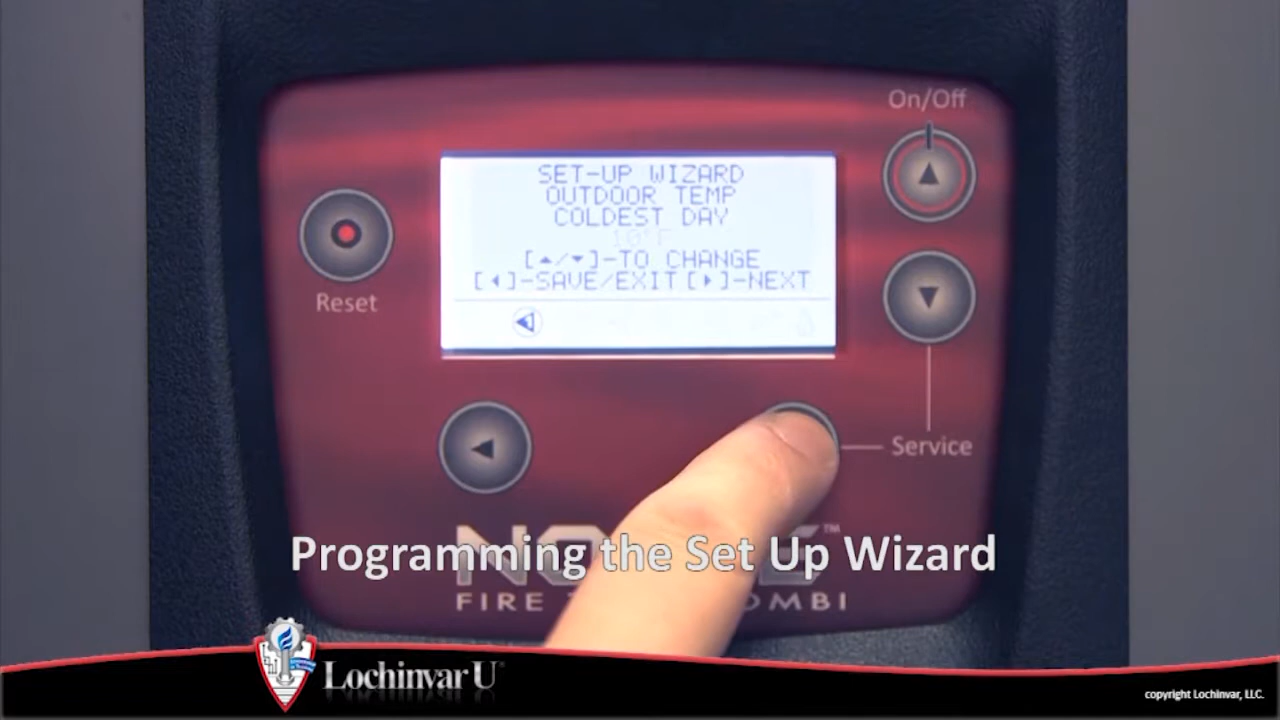 On/Off
SET-UP WIZARD
OUTDOOR TEMP
COLDEST DAY
10°F
[▲/▼]-TO CHANGE
[◀]-SAVE/EXIT [▶]-NEXT
Reset
Service
Programming the Set Up Wizard
FIRE
Lochinvar U
copyright Lochinvar, LLC.